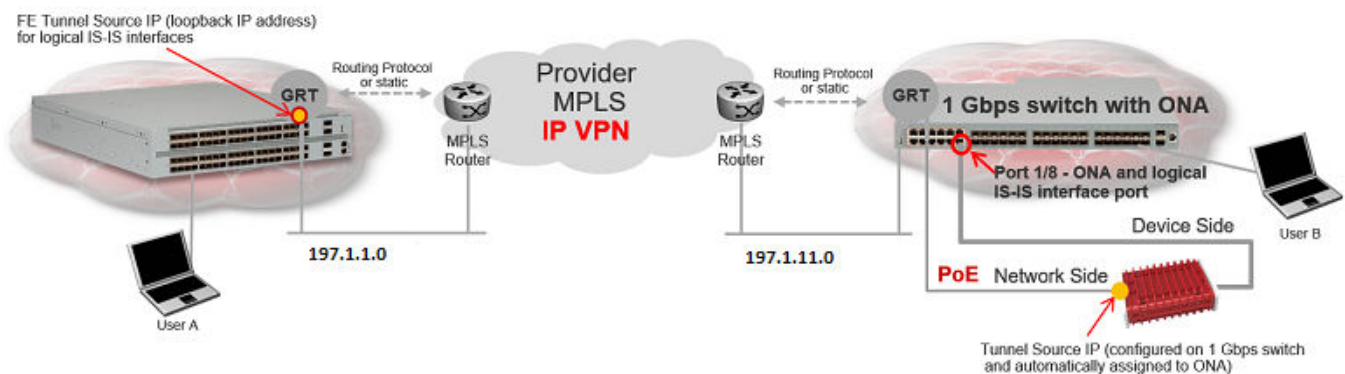 FE Tunnel Source IP (loopback IP address)
for logical IS-IS interfaces
GRT
Routing Protocol
or static
MPLS
Router
Provider
MPLS
IP VPN
MPLS
Router
Routing Protocol
or static
GRT
1 Gbps switch with ONA
Port 1/8 - ONA and logical
IS-IS interface port
User A
197.1.1.0
197.1.11.0
Device Side
User B
PoE Network Side
Tunnel Source IP (configured on 1 Gbps switch
and automatically assigned to ONA)